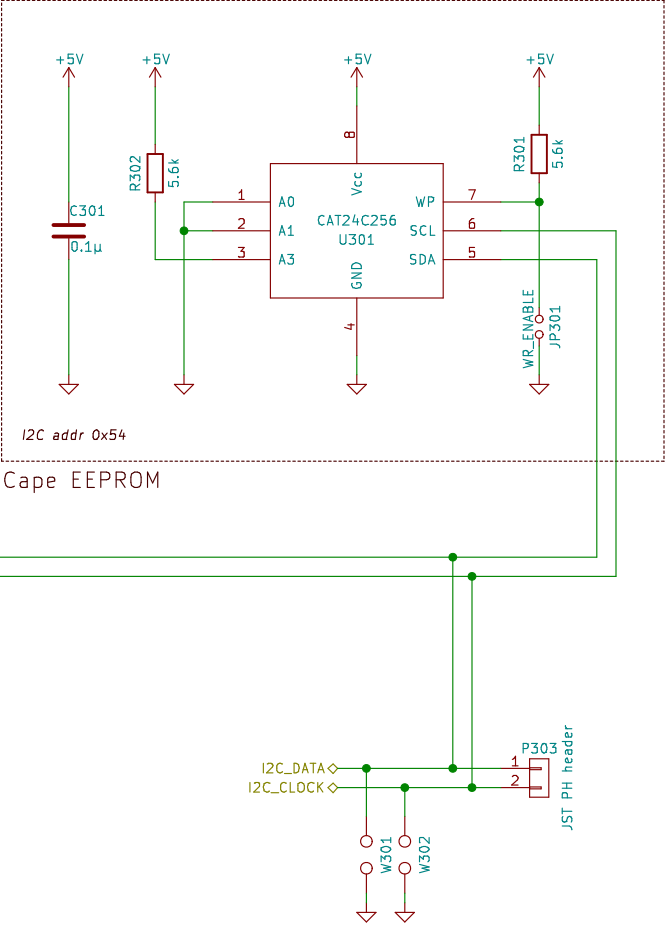 +5V
+5V
+5V
+5V
C301
0.1µ
R302
5.6k
8
Vcc
R301
5.6k
1
A0
2
A1
3
A3
CAT24C256
U301
WP
7
SCL
6
SDA
5
GND
4
WR_ENABLE
JP301
I2C addr 0x54
Cape EEPROM
I2C_DATA
I2C_CLOCK
P303
1
2
JST PH header
W301
W302